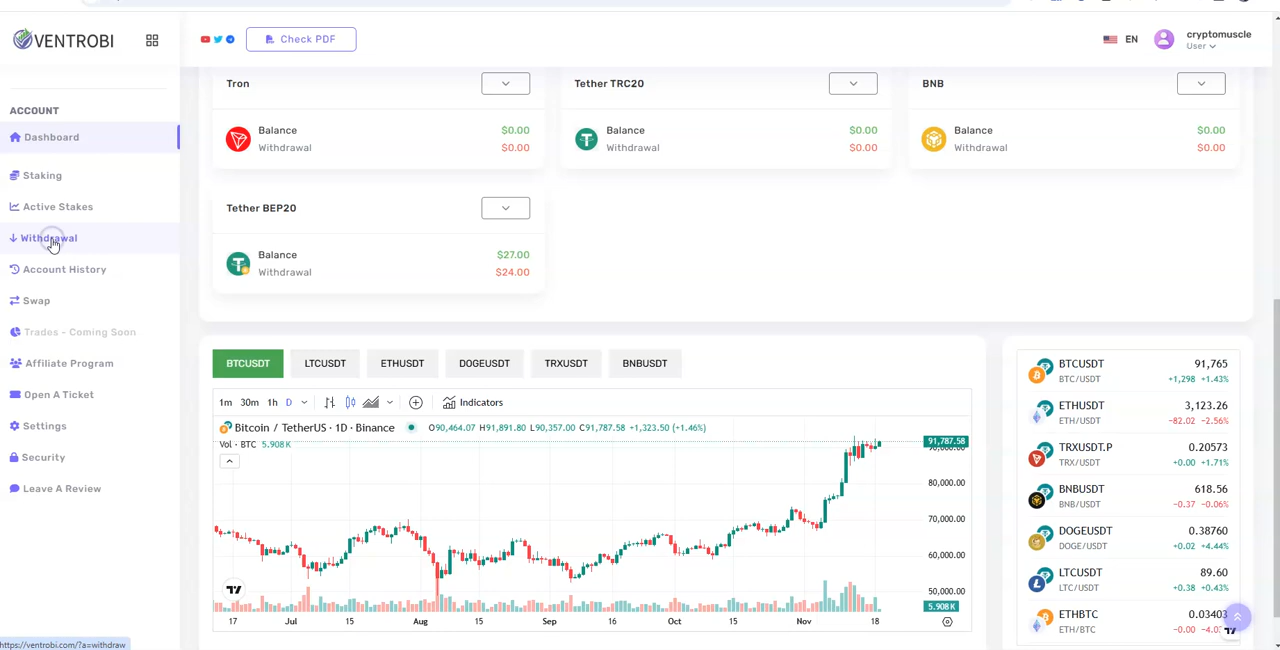 VENTROBI
Check PDF
EN
cryptomuscle
User
ACCOUNT
Dashboard
Staking
Active Stakes
Withdrawal
Account History
Swap
Trades - Coming Soon
Affiliate Program
Open A Ticket
Settings
Security
Leave A Review
Tron
Balance $0.00
Withdrawal $0.00
Tether TRC20
Balance $0.00
Withdrawal $0.00
BNB
Balance $0.00
Withdrawal $0.00
Tether BEP20
Balance $27.00
Withdrawal $24.00
BTCUSDT LTCUSDT ETHUSDT DOGEUSDT TRXUSDT BNBUSDT
1m 30m 1h D Indicators
Bitcoin / TetherUS · 1D · Binance O90,464.07 H91,891.80 L90,357.00 C91,787.58 +1,323.50 (+1.46%)
Vol · BTC 5.908 K
91,787.58
80,000.00
70,000.00
60,000.00
50,000.00
5.908 K
17 Jul 15 Aug 15 Sep 16 Oct 15 Nov 18
BTCUSDT 91,765
BTC/USDT +1,298 +1.43%
ETHUSDT 3,123.26
ETH/USDT -82.02 -2.56%
TRXUSDT.P 0.20573
TRX/USDT +0.00 +1.71%
BNBUSDT 618.56
BNB/USDT -0.37 -0.06%
DOGEUSDT 0.38760
DOGE/USDT +0.02 +4.44%
LTCUSDT 89.60
LTC/USDT +0.38 +0.43%
ETHBTC 0.03403
ETH/BTC -0.00
https://ventrobi.com/?a=withdraw